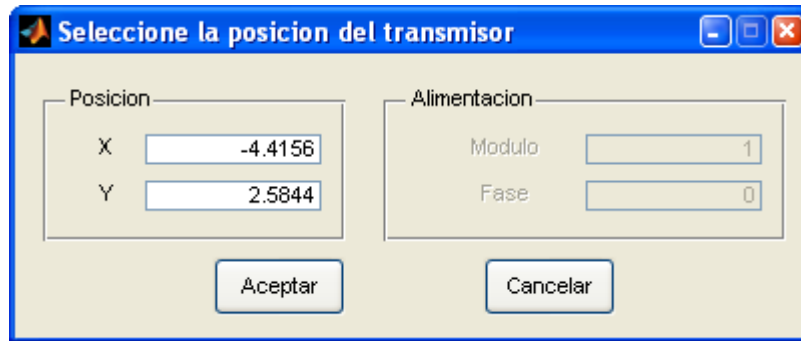 Seleccione la posicion del transmisor
Posicion
X -4.4156
Y 2.5844
Alimentacion
Modulo 1
Fase 0
Aceptar Cancelar